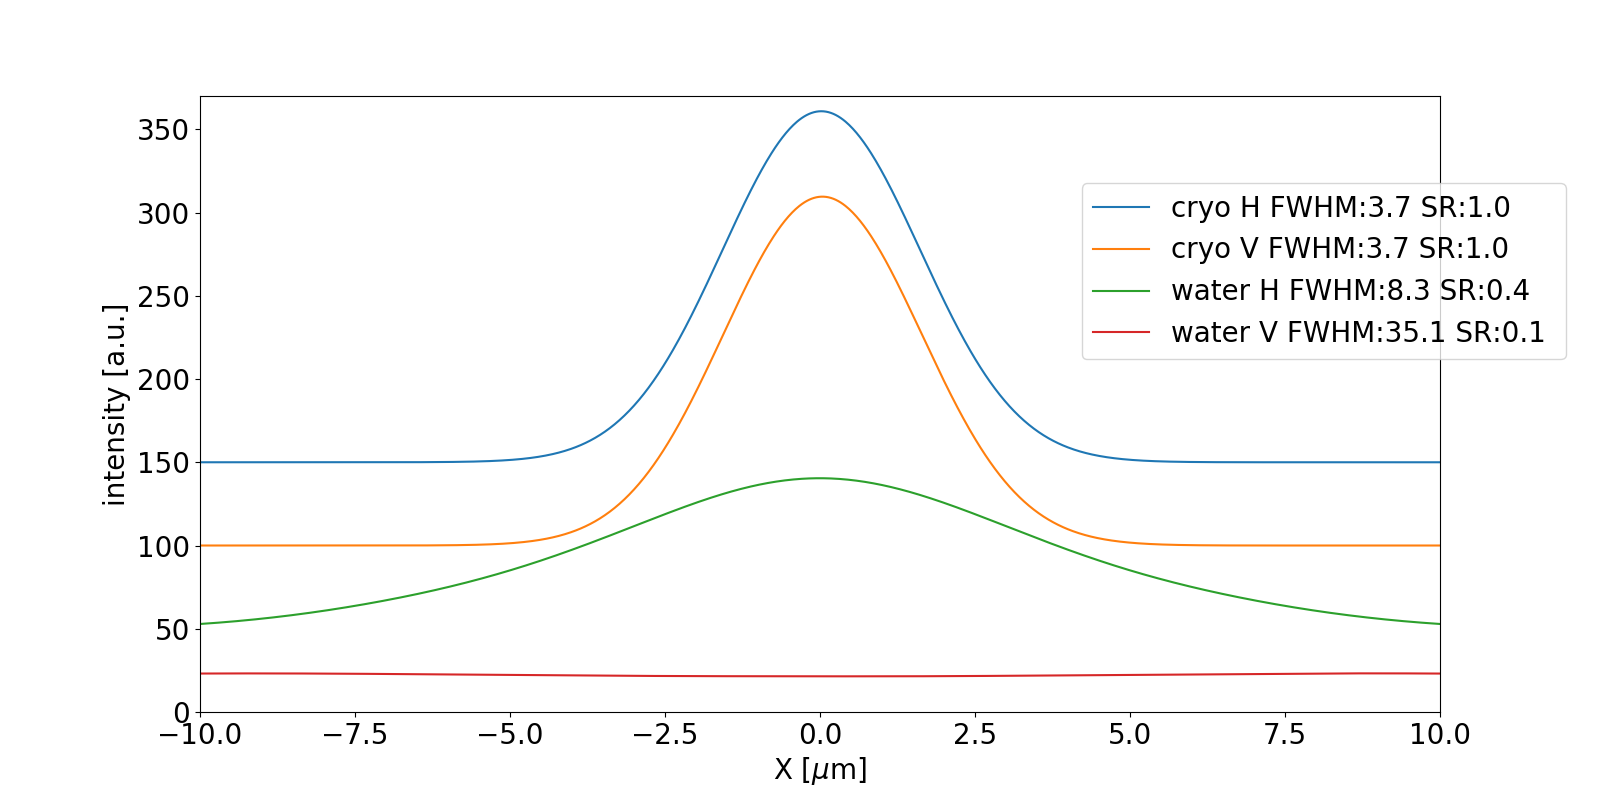 350
300
250
200
150
100
50
0
intensity [a.u.]
cryo H FWHM:3.7 SR:1.0
cryo V FWHM:3.7 SR:1.0
water H FWHM:8.3 SR:0.4
water V FWHM:35.1 SR:0.1
−10.0 −7.5 −5.0 −2.5 0.0 2.5 5.0 7.5 10.0
X [μm]